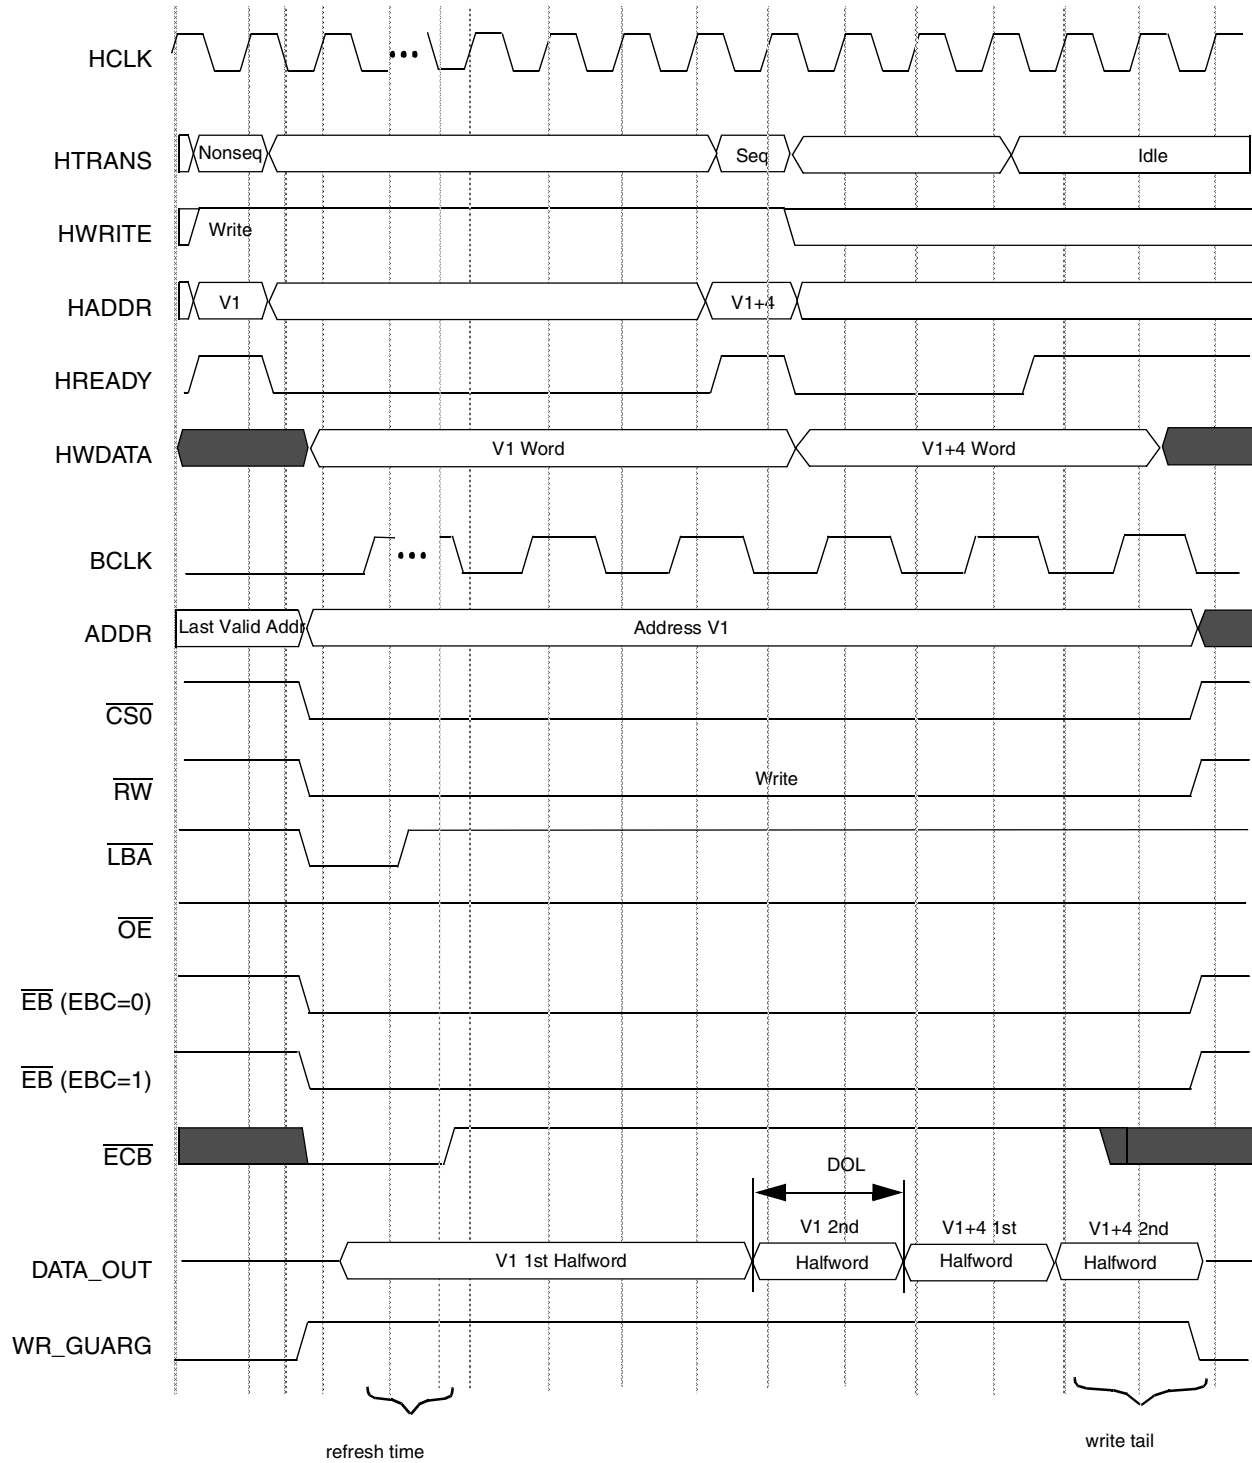 HCLK
HTRANS
Nonseq
Seq
Idle
HWRITE
Write
HADDR
V1
V1+4
HREADY
HWDATA
V1 Word
V1+4 Word
BCLK
ADDR
Last Valid Addr
Address V1
CS0
RW
Write
LBA
OE
EB (EBC=0)
EB (EBC=1)
ECB
DOL
DATA_OUT
V1 1st Halfword
V1 2nd
Halfword
V1+4 1st
Halfword
V1+4 2nd
Halfword
WR_GUARG
refresh time
write tail